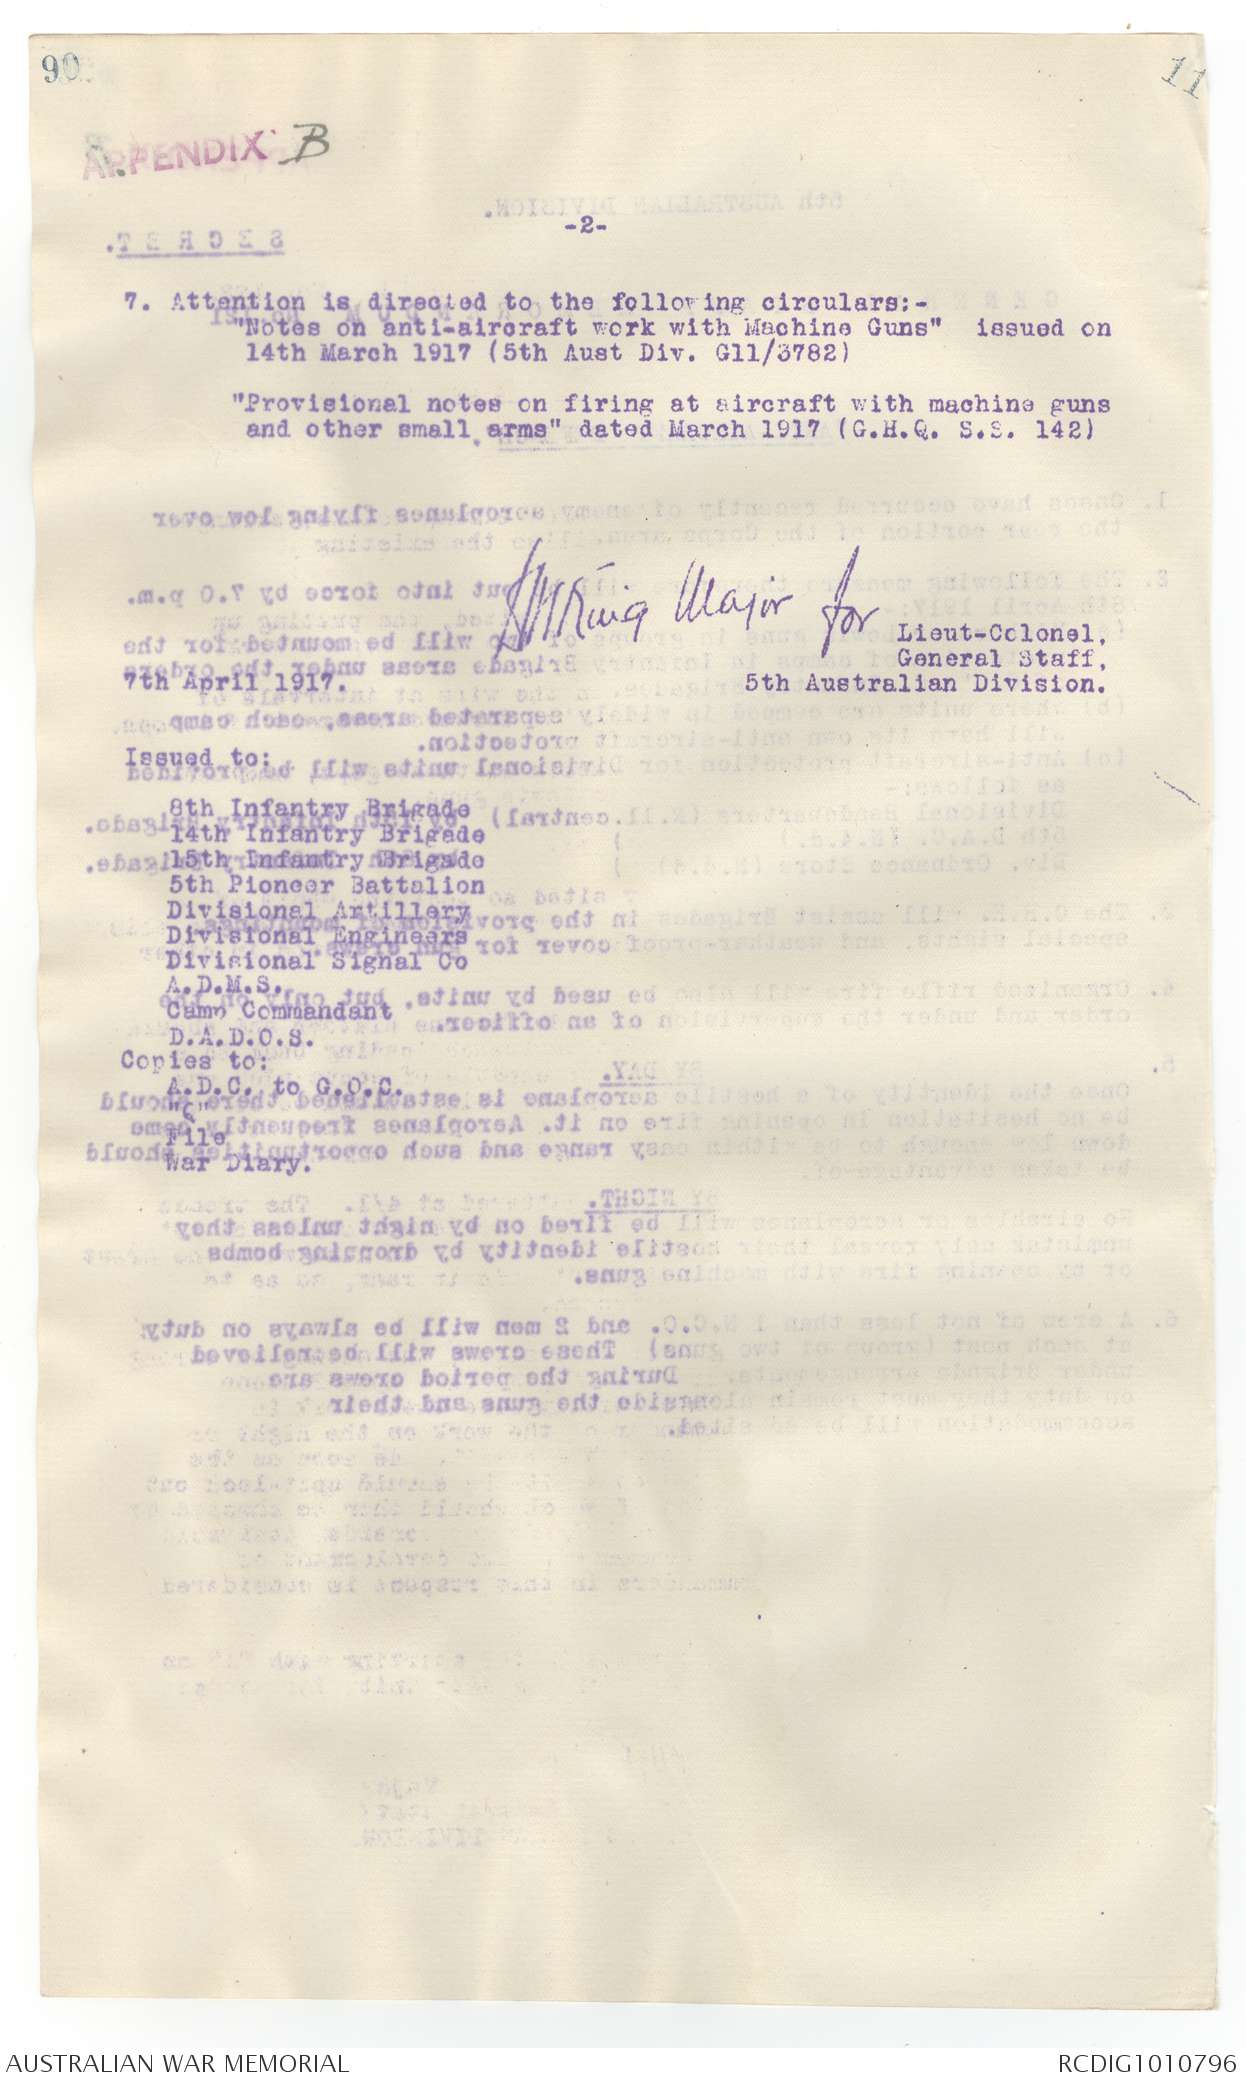 90
11
APPENDIX B
-2-
7. Attention is directed to the following circulars:-
"Notes on anti-aircraft work with Machine Guns" issued on
14th March 1917 (5th Aust Div. G11/3782)
"Provisional notes on firing at aircraft with machine guns
and other small arms" dated March 1917 (G.H.Q. S.S. 142)
King Major for
Lieut-Colonel,
General Staff,
7th April 1917.
5th Australian Division.
Issued to:
8th Infantry Brigade
14th Infantry Brigade
15th Infantry Brigade
5th Pioneer Battalion
Divisional Artillery
Divisional Engineers
Divisional Signal Co
A.D.M.S.
Camp Commandant
D.A.D.O.S.
Copies to:
A.D.C. to G.O.C.
File
War Diary.
AUSTRALIAN WAR MEMORIAL
RCDIG1010796